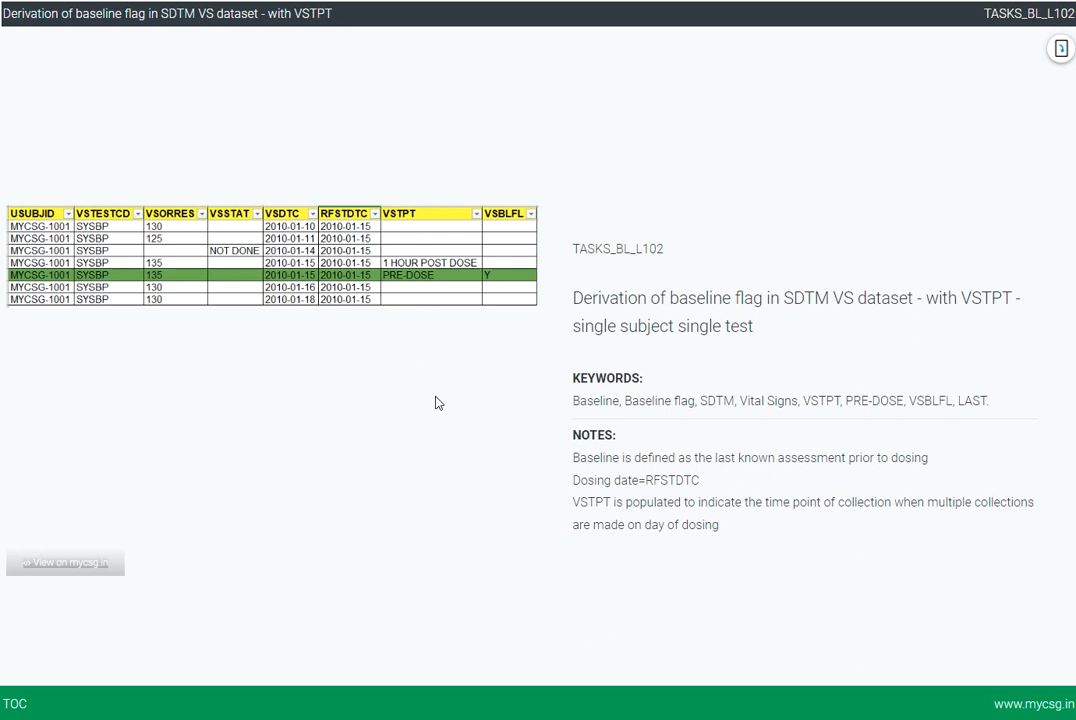 Derivation of baseline flag in SDTM VS dataset - with VSTPT
TASKS_BL_L102
USUBJID VSTESTCD VSORRES VSSTAT VSDTC RFSTDTC VSTPT VSBLFL
MYCSG-1001 SYSBP 130 2010-01-10 2010-01-15
MYCSG-1001 SYSBP 125 2010-01-11 2010-01-15
MYCSG-1001 SYSBP NOT DONE 2010-01-14 2010-01-15
MYCSG-1001 SYSBP 135 2010-01-15 2010-01-15 1 HOUR POST DOSE
MYCSG-1001 SYSBP 135 2010-01-15 2010-01-15 PRE-DOSE Y
MYCSG-1001 SYSBP 130 2010-01-16 2010-01-15
MYCSG-1001 SYSBP 130 2010-01-18 2010-01-15
TASKS_BL_L102
Derivation of baseline flag in SDTM VS dataset - with VSTPT -
single subject single test
KEYWORDS:
Baseline, Baseline flag, SDTM, Vital Signs, VSTPT, PRE-DOSE, VSBLFL, LAST.
NOTES:
Baseline is defined as the last known assessment prior to dosing
Dosing date=RFSTDTC
VSTPT is populated to indicate the time point of collection when multiple collections
are made on day of dosing
View on mycsg.in
TOC
www.mycsg.in